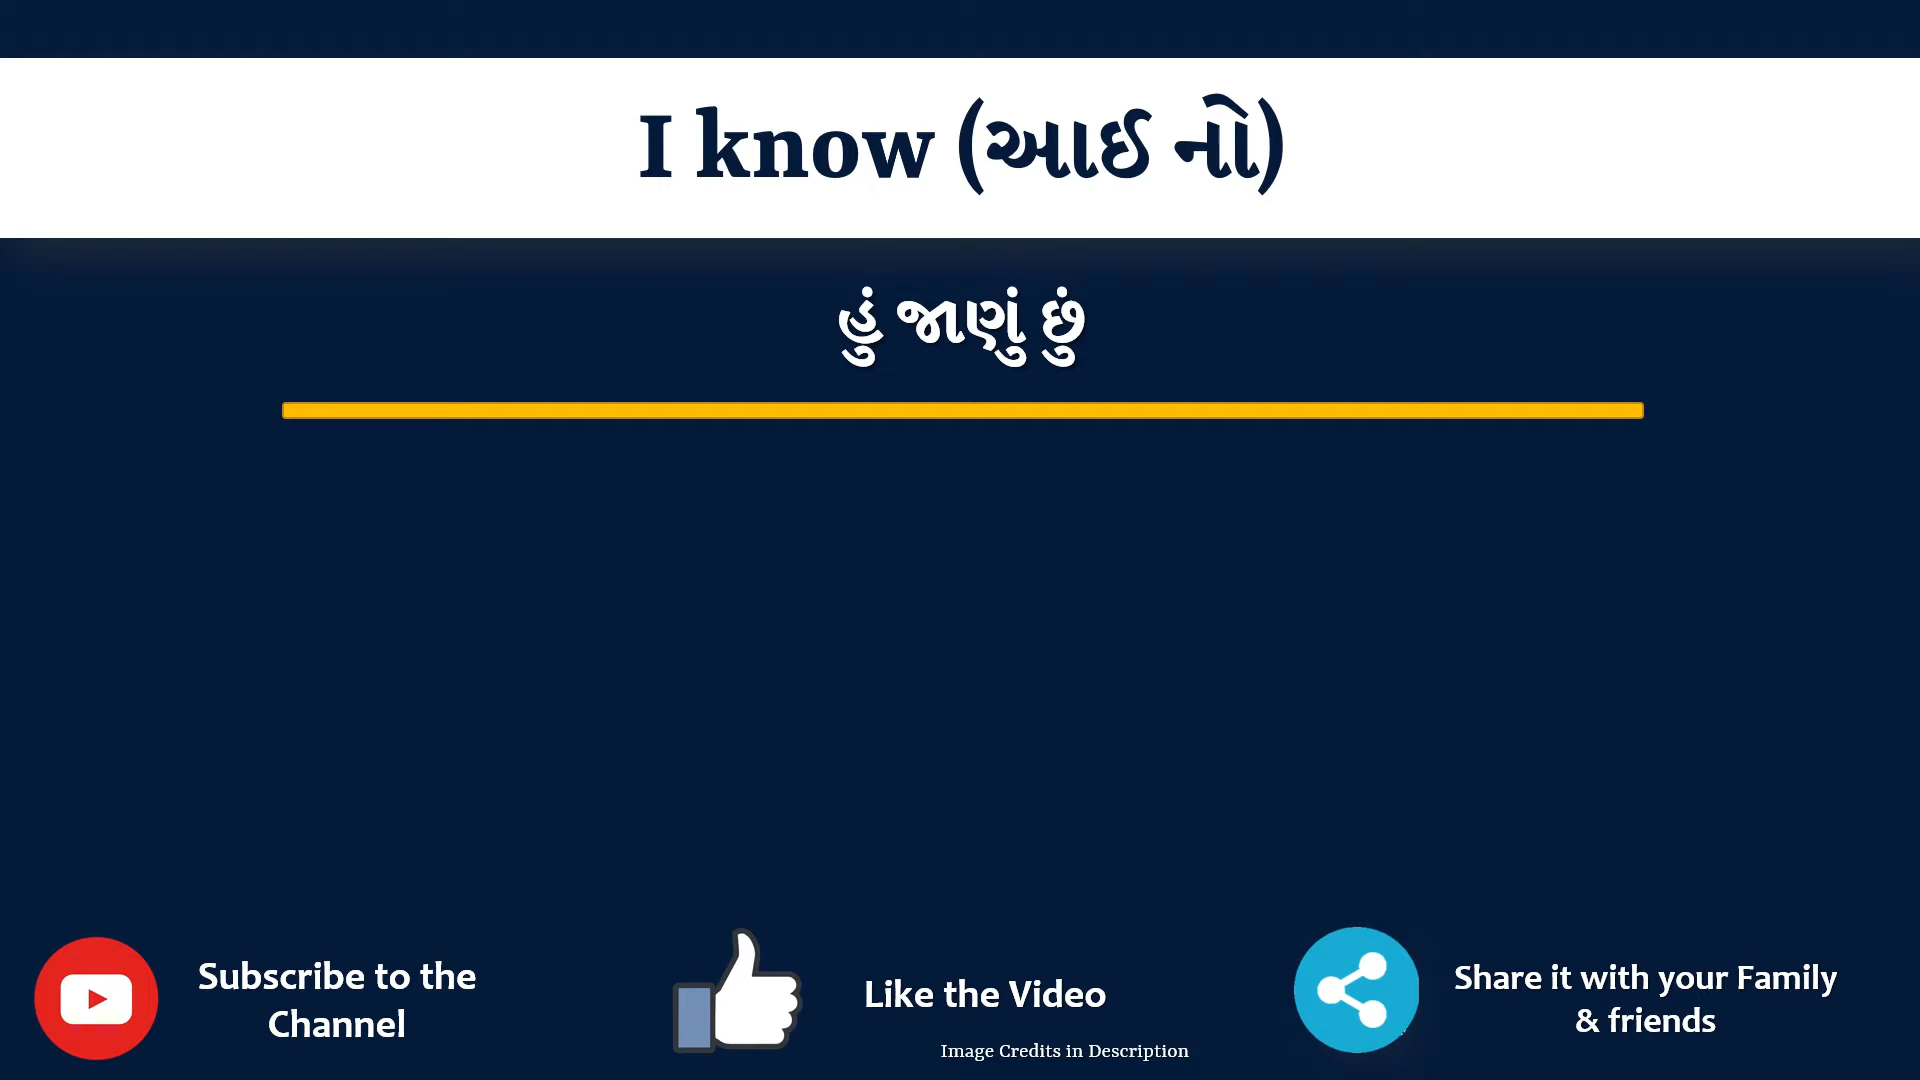 I know (આઈ નો)
હું જાણું છું
Subscribe to the
Channel
Like the Video
Share it with your Family
& friends
Image Credits in Description